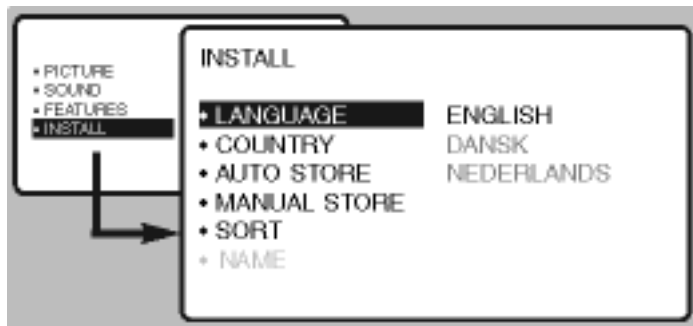 • PICTURE
• SOUND
• FEATURES
• INSTALL
INSTALL
• LANGUAGE ENGLISH
• COUNTRY DANSK
• AUTO STORE NEDERLANDS
• MANUAL STORE
• SORT
• NAME